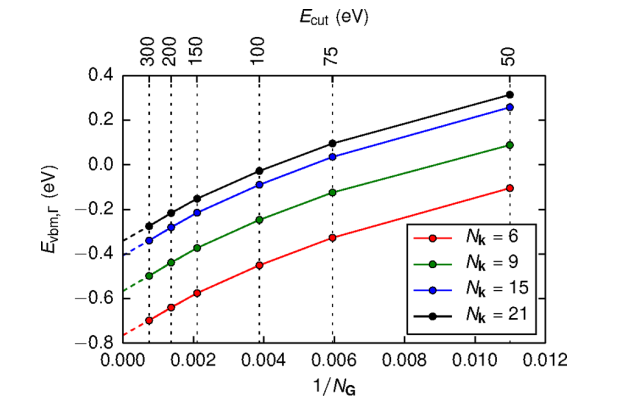 E_cut (eV)
300 200 150 100 75 50
0.4
0.2
0.0
−0.2
−0.4
−0.6
−0.8
E_vbm,Γ (eV)
N_k = 6
N_k = 9
N_k = 15
N_k = 21
0.000 0.002 0.004 0.006 0.008 0.010 0.012
1/N_G